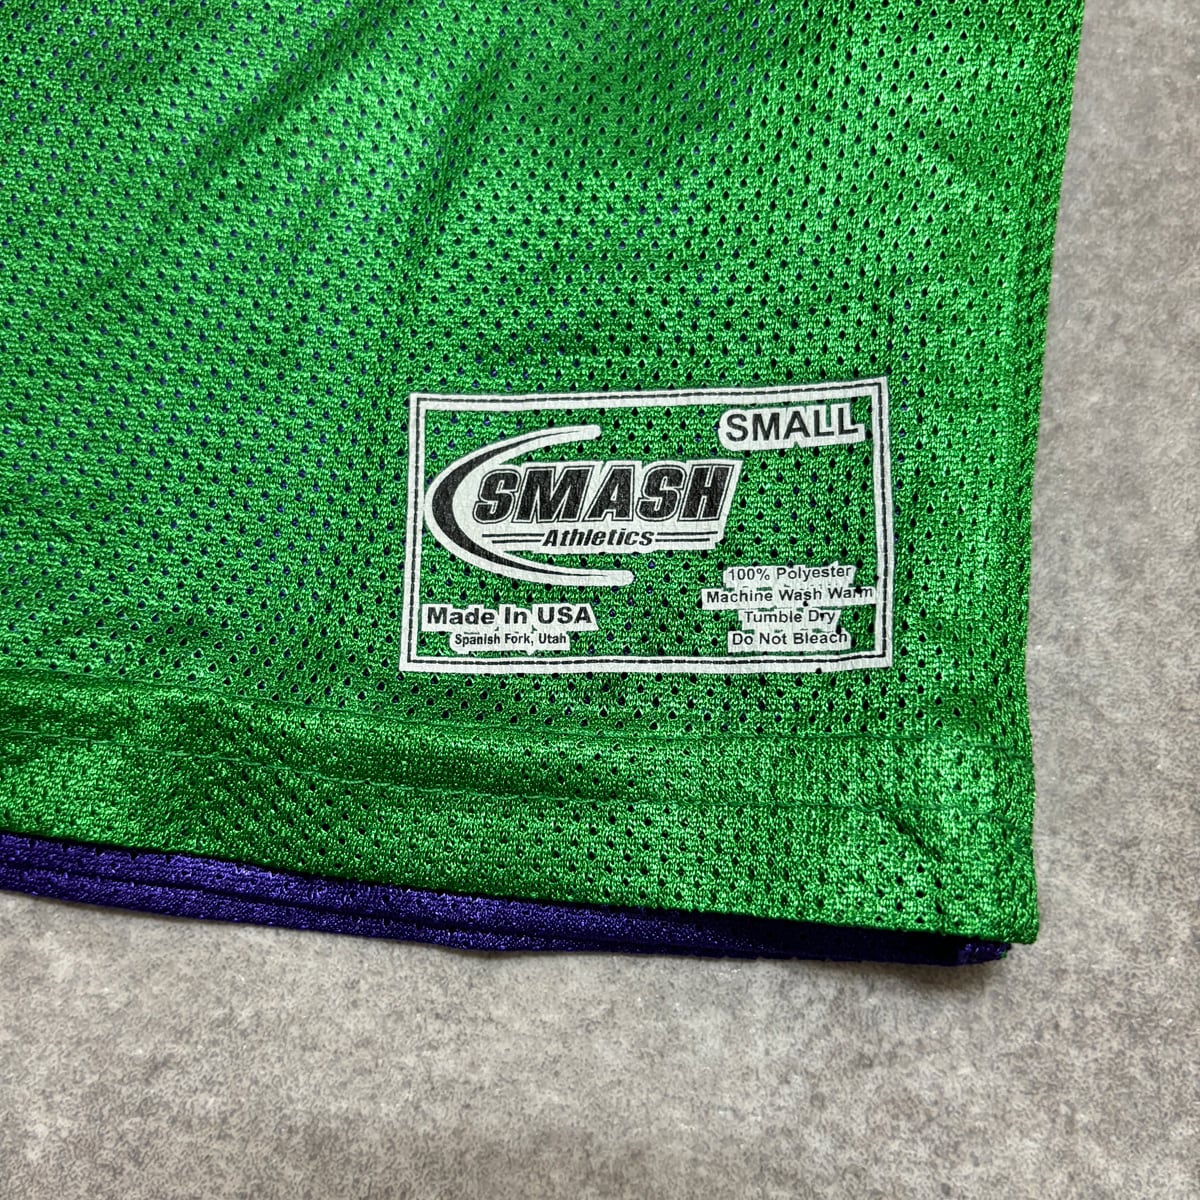 SMALL
SMASH
Athletics
100% Polyester
Machine Wash Warm
Tumble Dry
Do Not Bleach
Made In USA
Spanish Fork, Utah